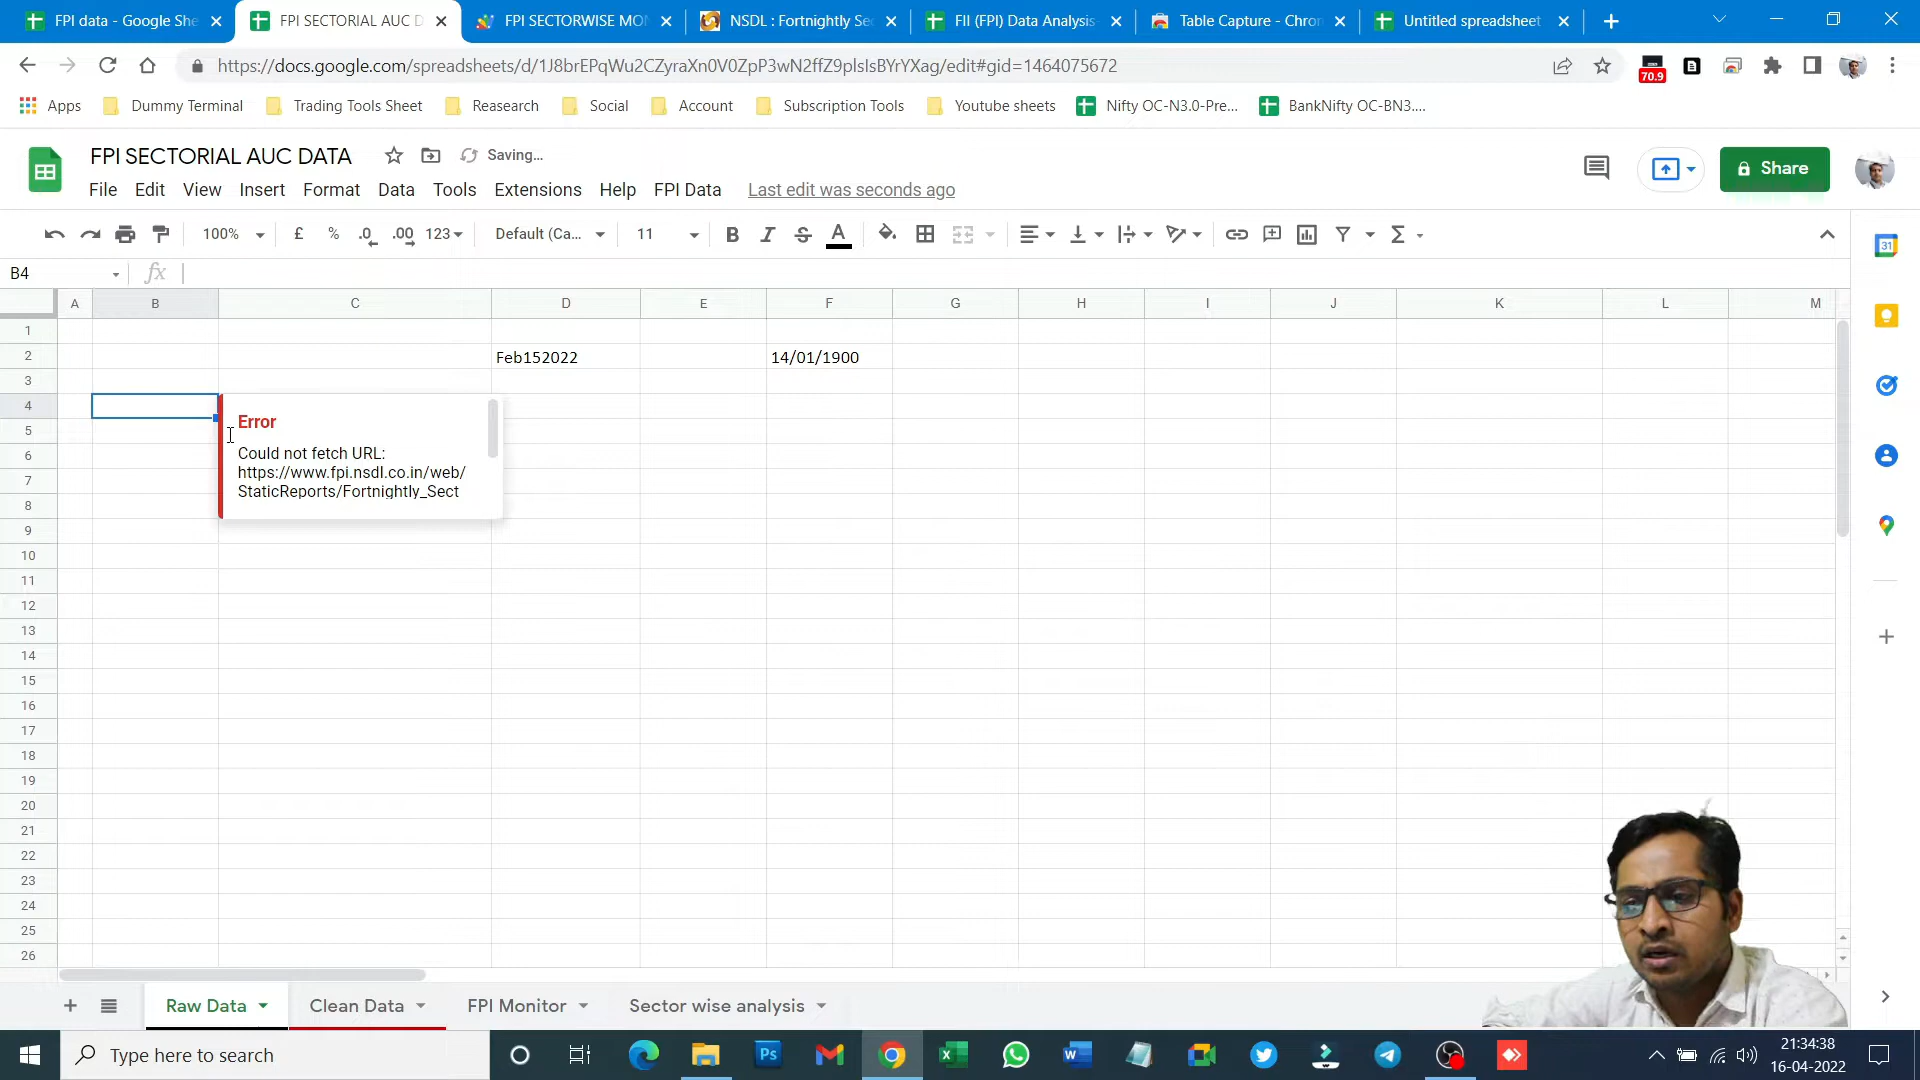 FPI data - Google She
FPI SECTORIAL AUC D
FPI SECTORWISE MON
NSDL : Fortnightly Sec
FII (FPI) Data Analysis
Table Capture - Chron
Untitled spreadsheet
https://docs.google.com/spreadsheets/d/1J8brEPqWu2CZyraXn0V0ZpP3wN2ffZ9plsIsBYrYXag/edit#gid=1464075672
70.9
Apps
Dummy Terminal
Trading Tools Sheet
Reasearch
Social
Account
Subscription Tools
Youtube sheets
Nifty OC-N3.0-Pre...
BankNifty OC-BN3....
FPI SECTORIAL AUC DATA
Saving...
Share
File Edit View Insert Format Data Tools Extensions Help FPI Data Last edit was seconds ago
100% £ % .0 .00 123 Default (Ca... 11 B I S A Σ
31
B4 fx
A B C D E F G H I J K L M
1
2 Feb152022 14/01/1900
3
4
Error
5
Could not fetch URL:
6
https://www.fpi.nsdl.co.in/web/
7
StaticReports/Fortnightly_Sect
8
9
10
11
12
13
14
15
16
17
18
19
20
21
22
23
24
25
26
Raw Data
Clean Data
FPI Monitor
Sector wise analysis
Type here to search
Ps
21:34:38
16-04-2022